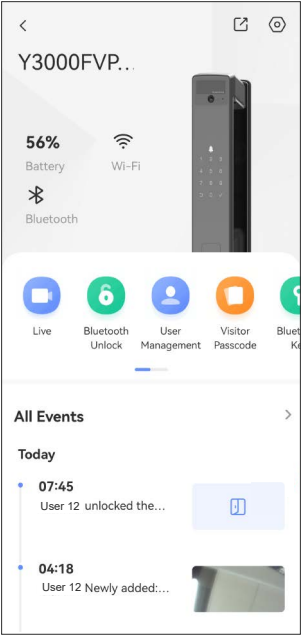 Y3000FVP...
56%
Battery
Wi-Fi
Bluetooth
Live
Bluetooth
Unlock
User
Management
Visitor
Passcode
Bluet
Ke
All Events
Today
07:45
User 12 unlocked the...
04:18
User 12 Newly added:...